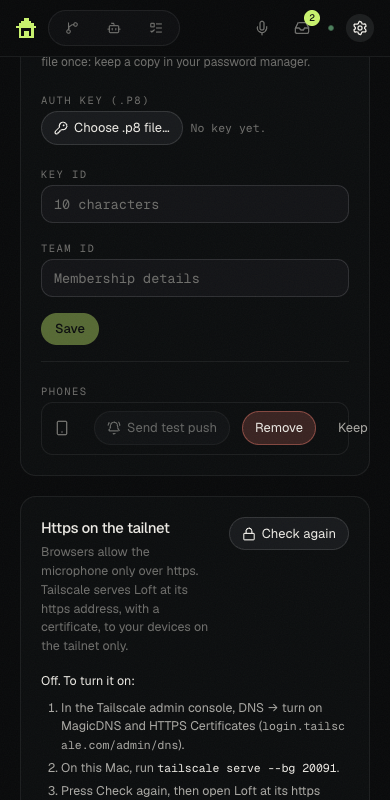 2
file once: keep a copy in your password manager.
AUTH KEY (.P8)
Choose .p8 file…
No key yet.
KEY ID
10 characters
TEAM ID
Membership details
Save
PHONES
Send test push
Remove
Keep
Https on the tailnet
Check again
Browsers allow the
microphone only over https.
Tailscale serves Loft at its
https address, with a
certificate, to your devices on
the tailnet only.
Off. To turn it on:
1. In the Tailscale admin console, DNS → turn on
MagicDNS and HTTPS Certificates (login.tailsc
ale.com/admin/dns).
2. On this Mac, run tailscale serve --bg 20091.
3. Press Check again, then open Loft at its https